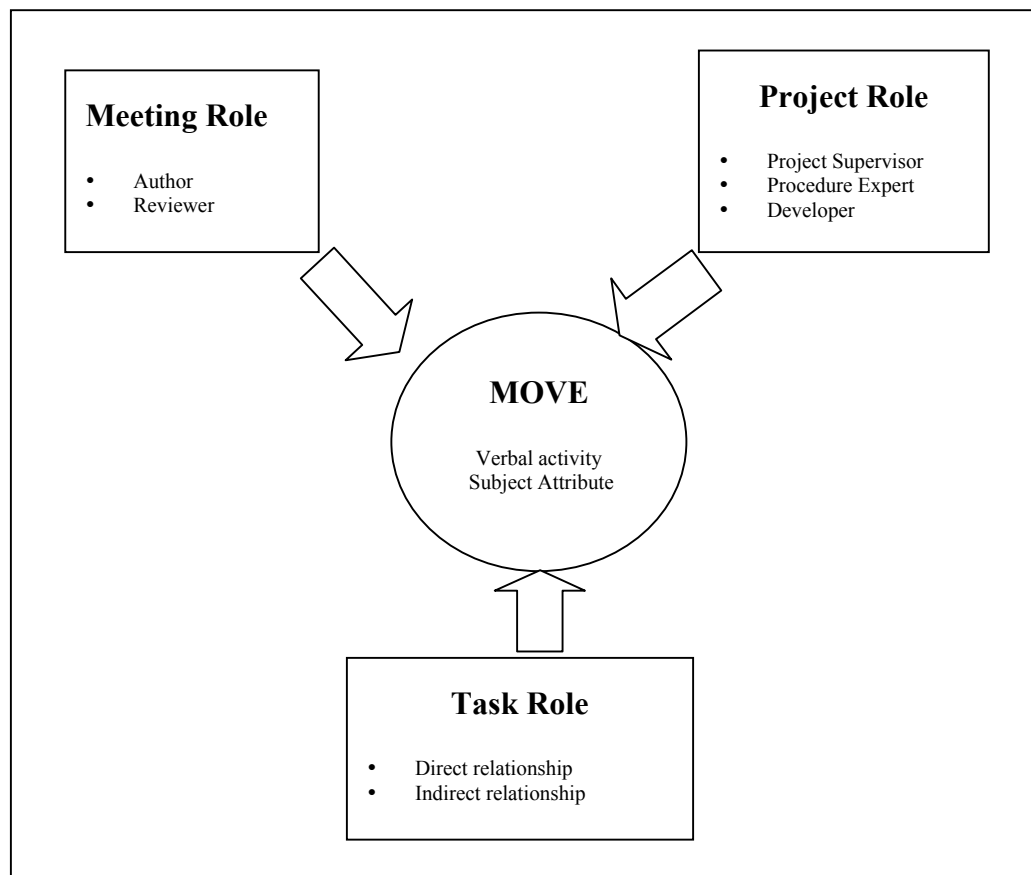 Meeting Role
• Author
• Reviewer
Project Role
• Project Supervisor
• Procedure Expert
• Developer
MOVE
Verbal activity
Subject Attribute
Task Role
• Direct relationship
• Indirect relationship